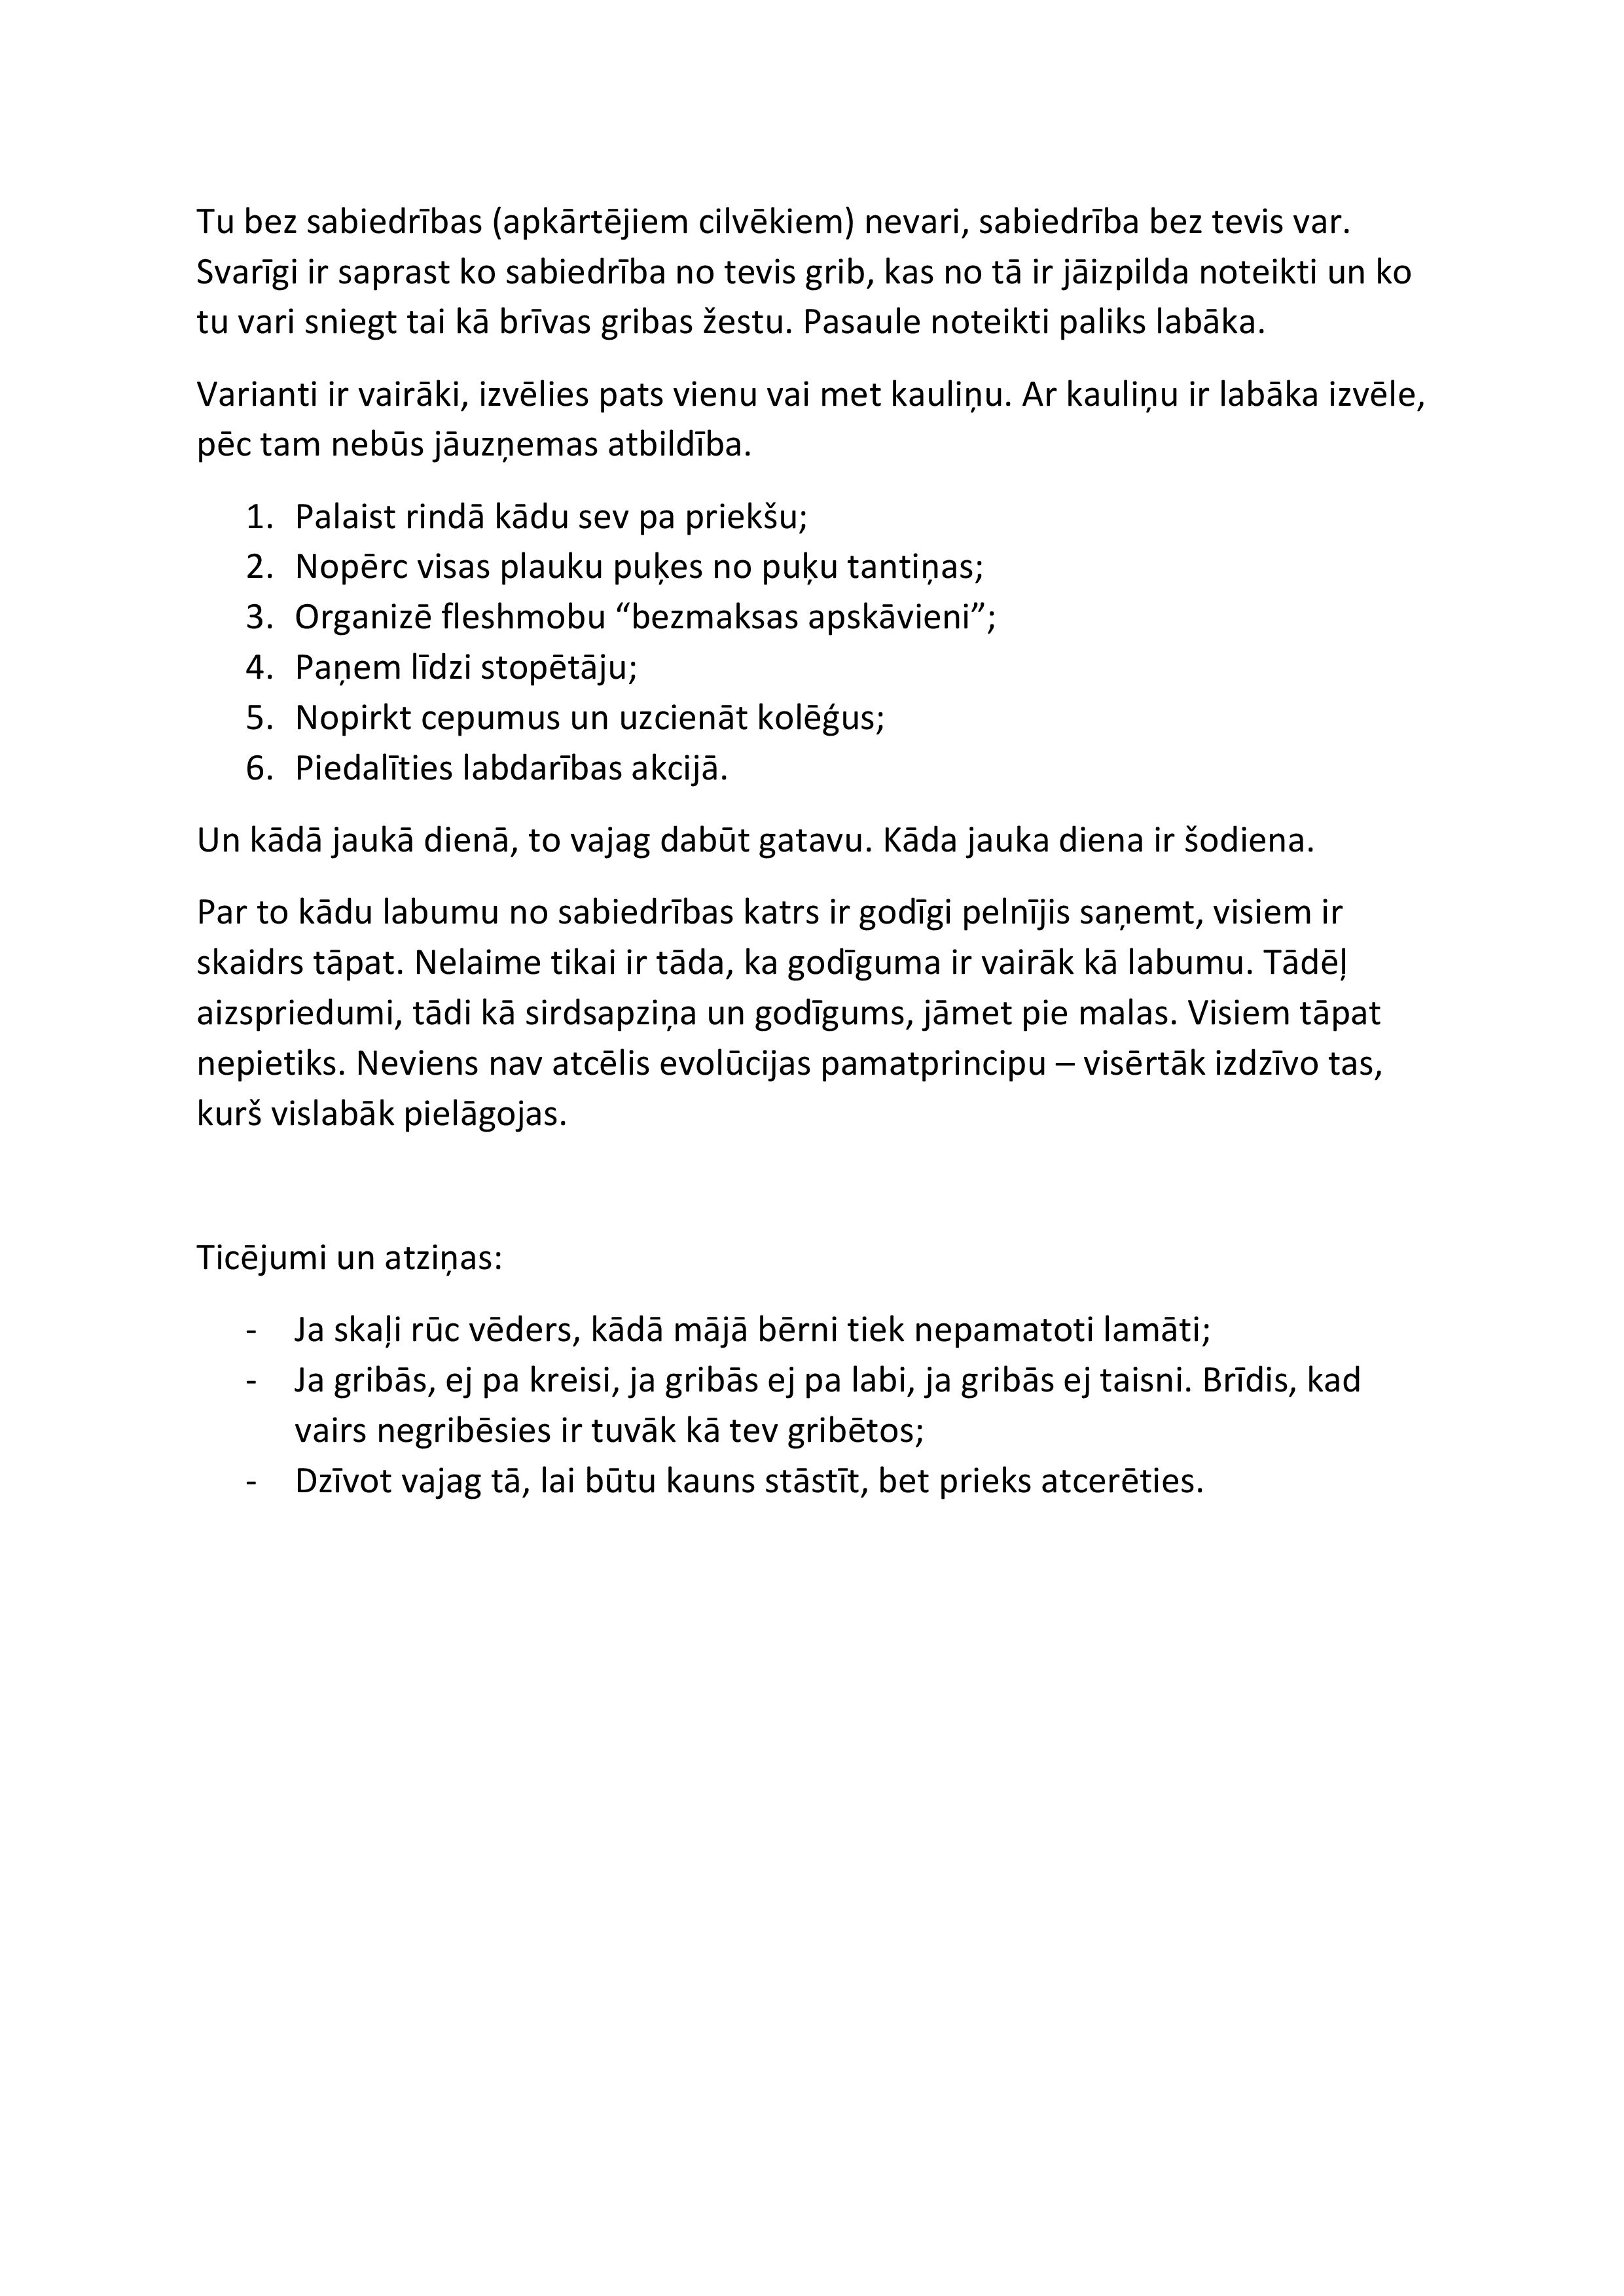 Tu bez sabiedrības (apkārtējiem cilvēkiem) nevari, sabiedrība bez tevis var.
Svarīgi ir saprast ko sabiedrība no tevis grib, kas no tā ir jāizpilda noteikti un ko
tu vari sniegt tai kā brīvas gribas žestu. Pasaule noteikti paliks labāka.
Varianti ir vairāki, izvēlies pats vienu vai met kauliņu. Ar kauliņu ir labāka izvēle,
pēc tam nebūs jāuzņemas atbildība.
1. Palaist rindā kādu sev pa priekšu;
2. Nopērc visas plauku puķes no puķu tantiņas;
3. Organizē fleshmobu “bezmaksas apskāvieni”;
4. Paņem līdzi stopētāju;
5. Nopirkt cepumus un uzcienāt kolēģus;
6. Piedalīties labdarības akcijā.
Un kādā jaukā dienā, to vajag dabūt gatavu. Kāda jauka diena ir šodiena.
Par to kādu labumu no sabiedrības katrs ir godīgi pelnījis saņemt, visiem ir
skaidrs tāpat. Nelaime tikai ir tāda, ka godīguma ir vairāk kā labumu. Tādēļ
aizspriedumi, tādi kā sirdsapziņa un godīgums, jāmet pie malas. Visiem tāpat
nepietiks. Neviens nav atcēlis evolūcijas pamatprincipu – visērtāk izdzīvo tas,
kurš vislabāk pielāgojas.
Ticējumi un atziņas:
- Ja skaļi rūc vēders, kādā mājā bērni tiek nepamatoti lamāti;
- Ja gribās, ej pa kreisi, ja gribās ej pa labi, ja gribās ej taisni. Brīdis, kad
vairs negribēsies ir tuvāk kā tev gribētos;
- Dzīvot vajag tā, lai būtu kauns stāstīt, bet prieks atcerēties.